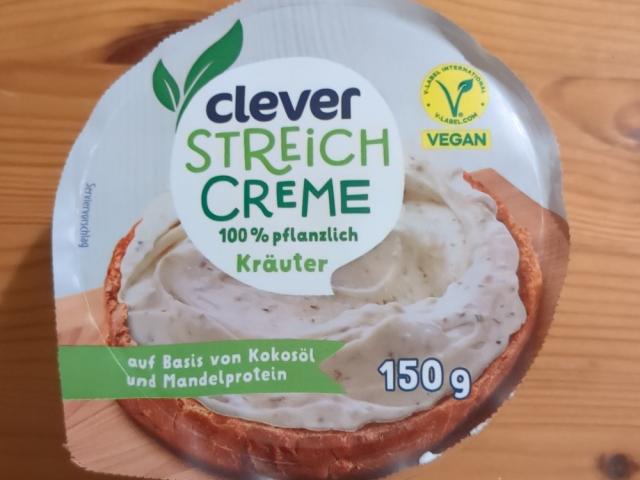 clever
STREICH
CREME
100% pflanzlich
Kräuter
V-LABEL INTERNATIONAL
V-LABEL.COM
VEGAN
Serviervorschlag
auf Basis von Kokosöl
und Mandelprotein
150 g